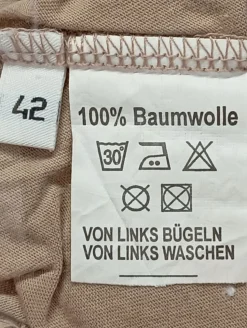 42
100% Baumwolle
30°
VON LINKS BÜGELN
VON LINKS WASCHEN